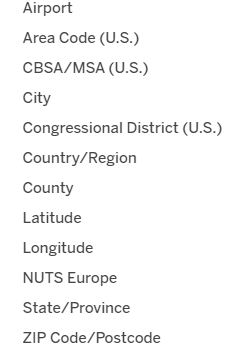 Airport
Area Code (U.S.)
CBSA/MSA (U.S.)
City
Congressional District (U.S.)
Country/Region
County
Latitude
Longitude
NUTS Europe
State/Province
ZIP Code/Postcode